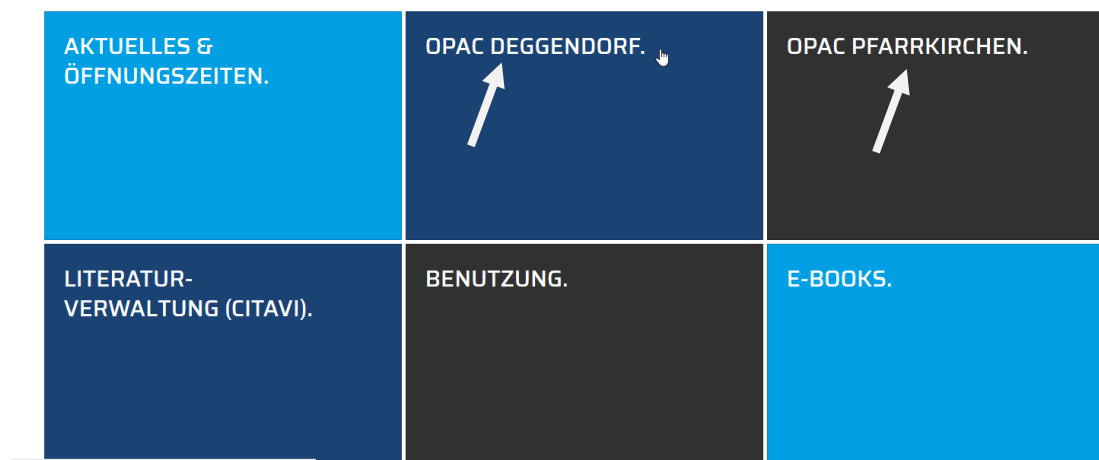 AKTUELLES &
ÖFFNUNGSZEITEN.
OPAC DEGGENDORF.
OPAC PFARRKIRCHEN.
LITERATUR-
VERWALTUNG (CITAVI).
BENUTZUNG.
E-BOOKS.